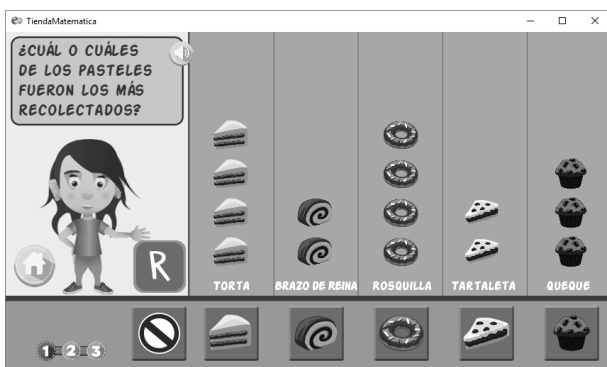 TiendaMatematica
¿CUÁL O CUÁLES
DE LOS PASTELES
FUERON LOS MÁS
RECOLECTADOS?
R
TORTA
BRAZO DE REINA
ROSQUILLA
TARTALETA
QUEQUE
1 2 3